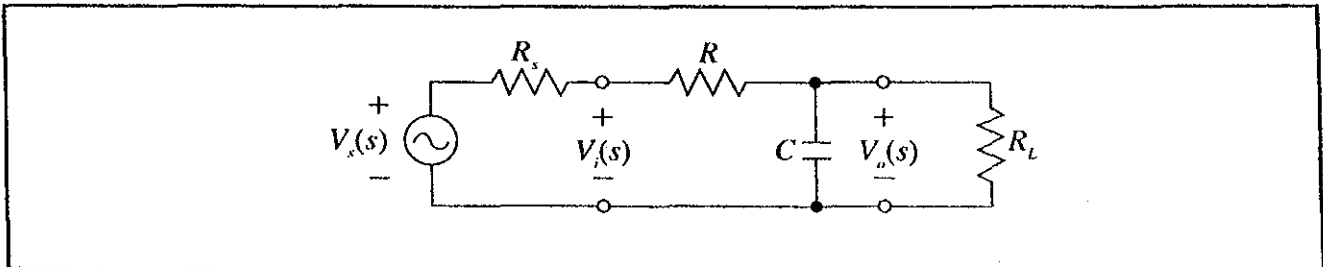 R_s
R
+
V_s(s)
−
+
V_i(s)
−
C
+
V_o(s)
−
R_L